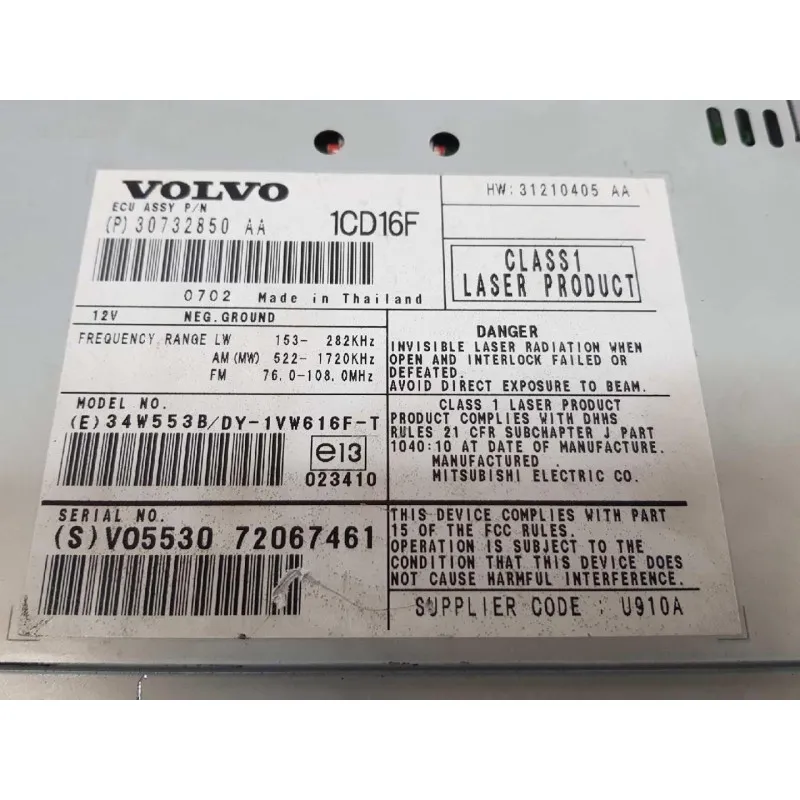 VOLVO
ECU ASSY P/N
(P) 30732850 AA
1CD16F
0702 Made in Thailand
HW: 31210405 AA
CLASS1
LASER PRODUCT
12V NEG. GROUND
FREQUENCY. RANGE LW 153- 282KHz
AM (MW) 522- 1720KHz
FM 76.0-108.0MHz
DANGER
INVISIBLE LASER RADIATION WHEN
OPEN AND INTERLOCK FAILED OR
DEFEATED.
AVOID DIRECT EXPOSURE TO BEAM.
MODEL NO.
(E) 34W553B/DY-1VW616F-T
e13
023410
CLASS 1 LASER PRODUCT
PRODUCT COMPLIES WITH DHHS
RULES 21 CFR SUBCHAPTER J PART
1040:10 AT DATE OF MANUFACTURE.
MANUFACTURED
MITSUBISHI ELECTRIC CO.
SERIAL NO.
(S) VO5530 72067461
THIS DEVICE COMPLIES WITH PART
15 OF THE FCC RULES.
OPERATION IS SUBJECT TO THE
CONDITION THAT THIS DEVICE DOES
NOT CAUSE HARMFUL INTERFERENCE.
SUPPLIER CODE : U910A